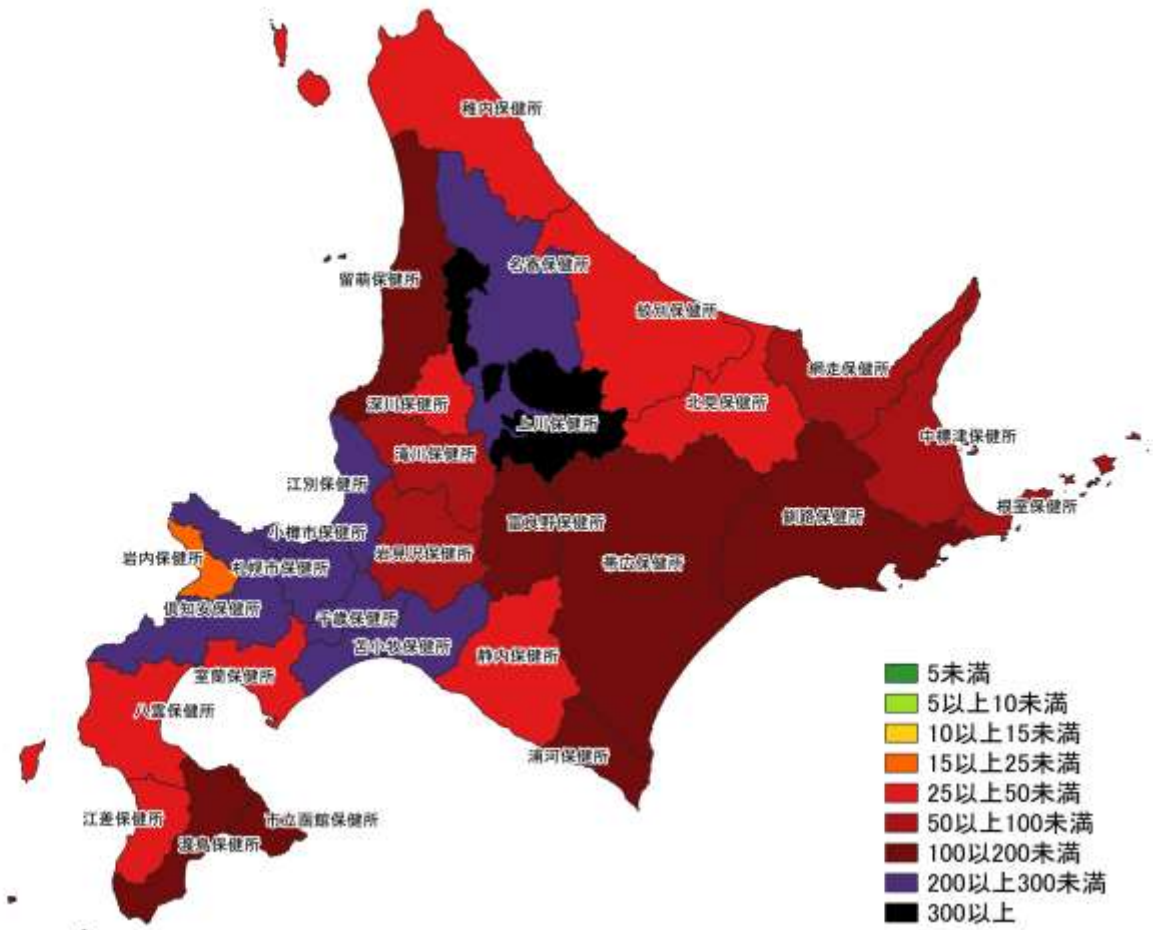 稚内保健所
名寄保健所
留萌保健所
紋別保健所
網走保健所
深川保健所
北見保健所
上川保健所
中標津保健所
滝川保健所
江別保健所
根室保健所
富良野保健所
釧路保健所
小樽市保健所
岩見沢保健所
岩内保健所
札幌市保健所
帯広保健所
倶知安保健所
千歳保健所
苫小牧保健所
静内保健所
室蘭保健所
八雲保健所
浦河保健所
江差保健所
市立函館保健所
渡島保健所
5未満
5以上10未満
10以上15未満
15以上25未満
25以上50未満
50以上100未満
100以200未満
200以上300未満
300以上